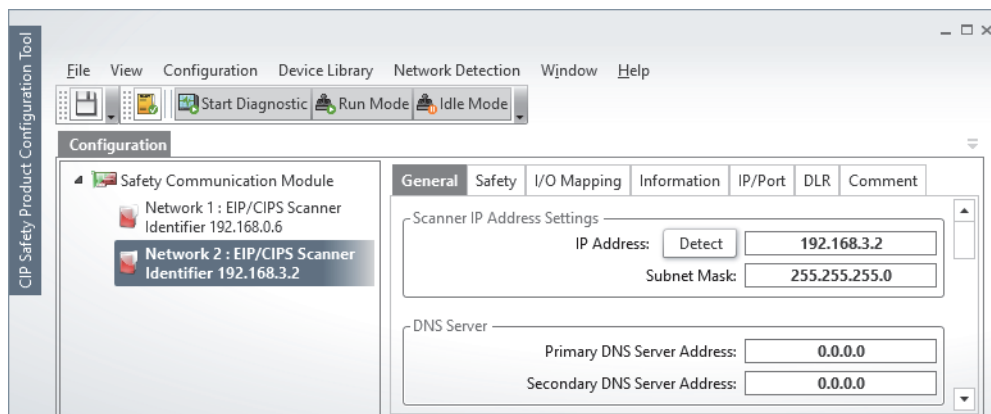 CIP Safety Product Configuration Tool
File View Configuration Device Library Network Detection Window Help
Start Diagnostic Run Mode Idle Mode
Configuration
Safety Communication Module
Network 1 : EIP/CIPS Scanner
Identifier 192.168.0.6
Network 2 : EIP/CIPS Scanner
Identifier 192.168.3.2
General Safety I/O Mapping Information IP/Port DLR Comment
Scanner IP Address Settings
IP Address: Detect 192.168.3.2
Subnet Mask: 255.255.255.0
DNS Server
Primary DNS Server Address: 0.0.0.0
Secondary DNS Server Address: 0.0.0.0